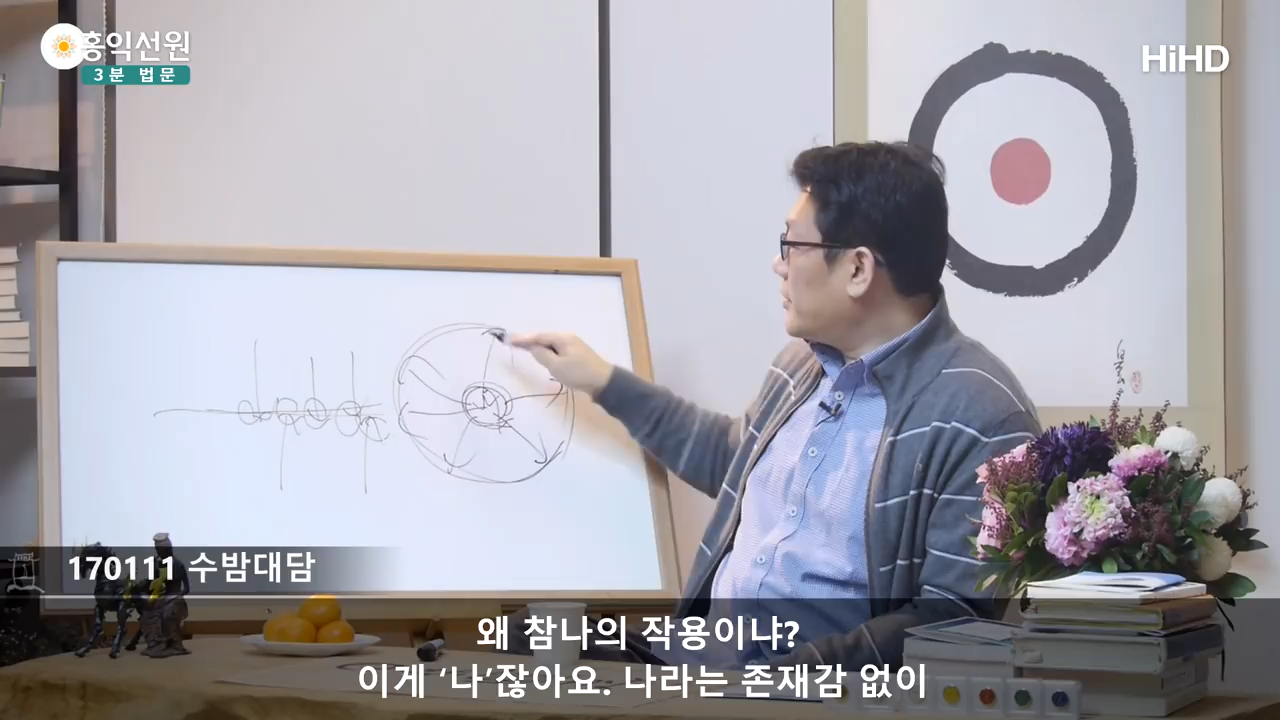 홍익선원
3분 법문
HiHD
170111 수밤대담
왜 참나의 작용이냐?
이게 ‘나’잖아요. 나라는 존재감 없이